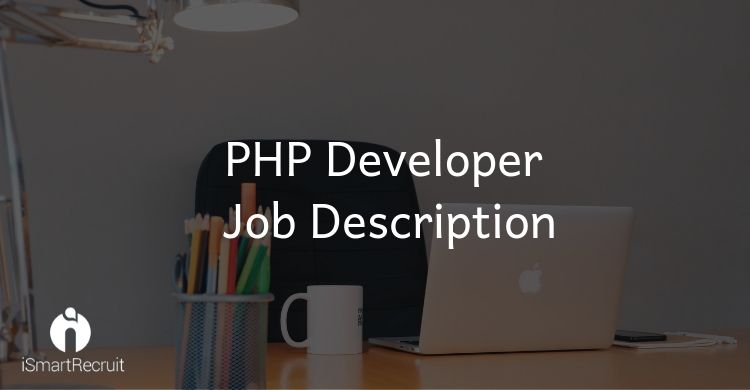 PHP Developer
Job Description
iSmartRecruit